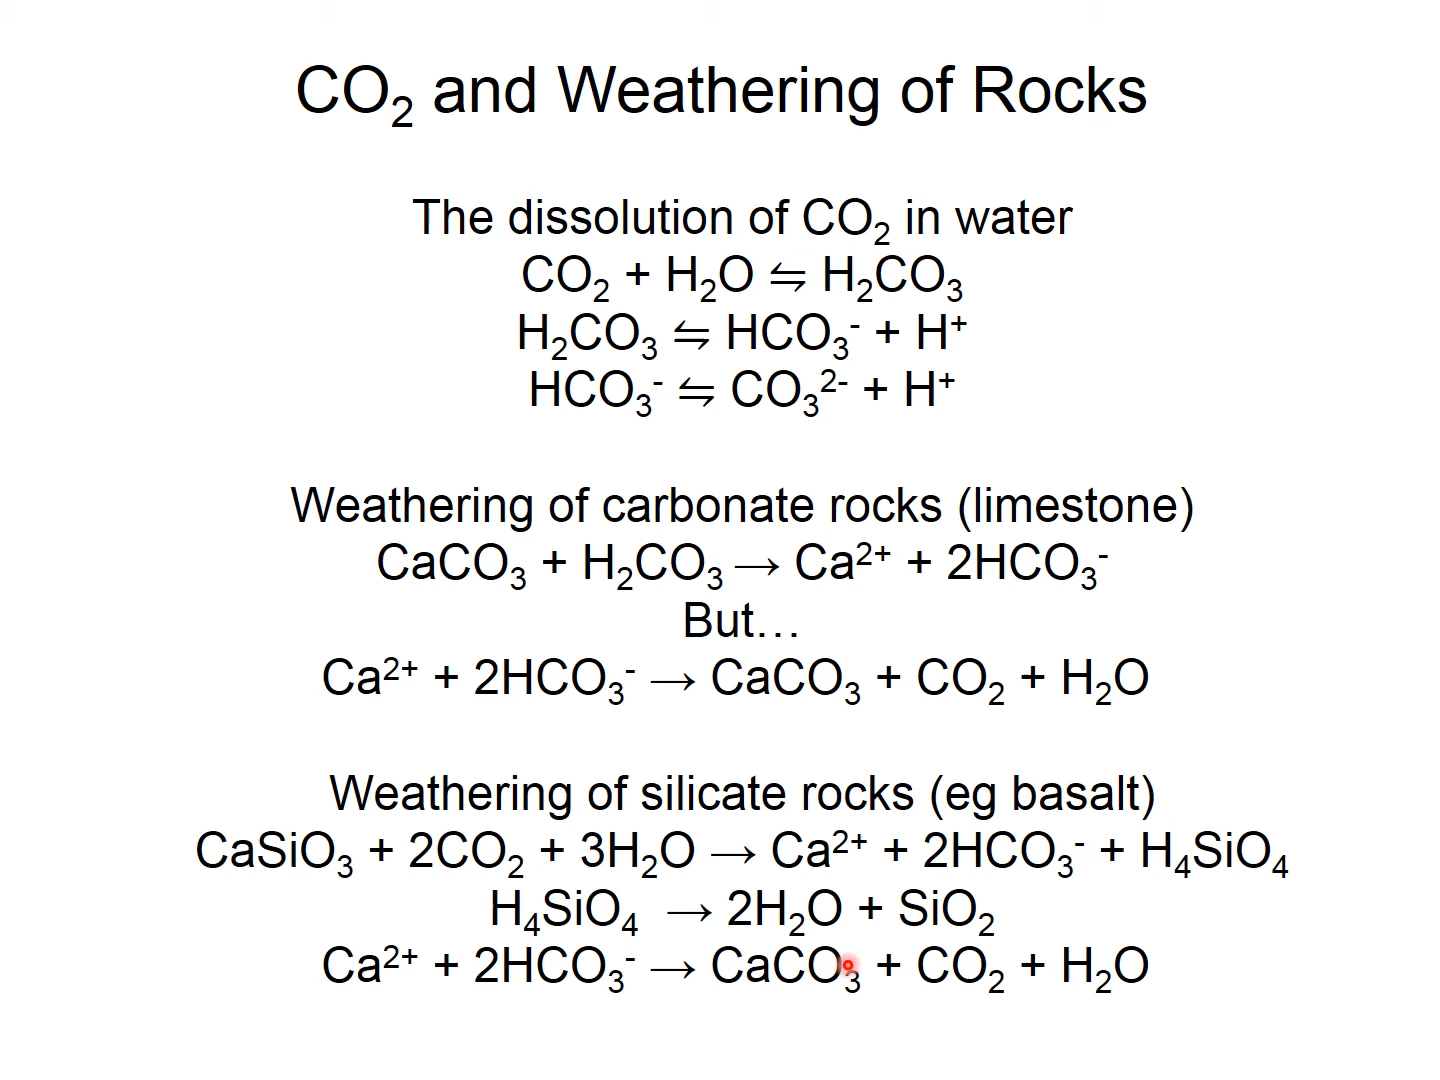 CO₂ and Weathering of Rocks
The dissolution of CO₂ in water
CO₂ + H₂O ⇋ H₂CO₃
H₂CO₃ ⇋ HCO₃⁻ + H⁺
HCO₃⁻ ⇋ CO₃²⁻ + H⁺
Weathering of carbonate rocks (limestone)
CaCO₃ + H₂CO₃ → Ca²⁺ + 2HCO₃⁻
But…
Ca²⁺ + 2HCO₃⁻ → CaCO₃ + CO₂ + H₂O
Weathering of silicate rocks (eg basalt)
CaSiO₃ + 2CO₂ + 3H₂O → Ca²⁺ + 2HCO₃⁻ + H₄SiO₄
H₄SiO₄ → 2H₂O + SiO₂
Ca²⁺ + 2HCO₃⁻ → CaCO₃ + CO₂ + H₂O